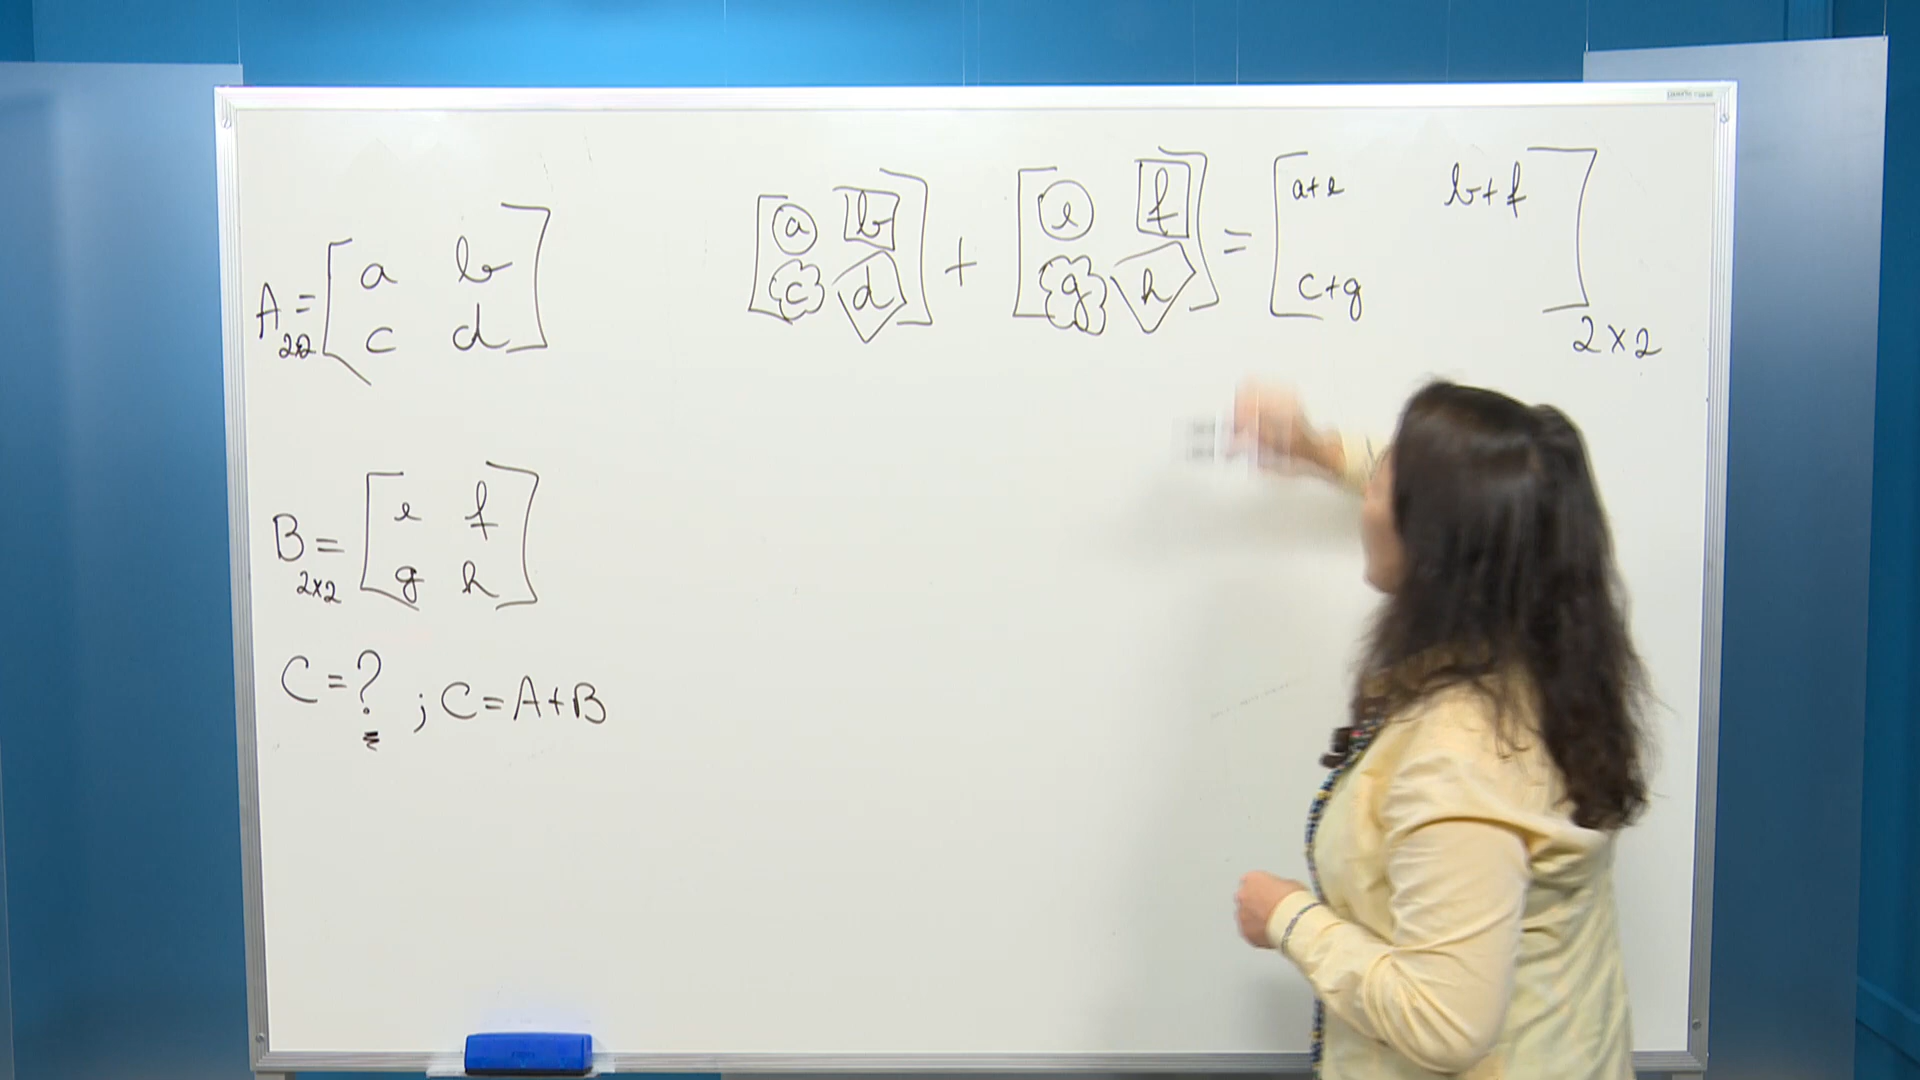 A = [a b
c d]
2x2
B = [e f
g h]
2x2
C = ? ; C = A + B
[a b
c d] + [e f
g h] = [a+e b+f
c+g ]
2x2